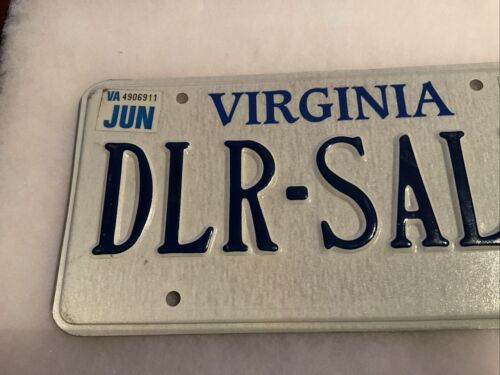 VA 4906911
JUN
VIRGINIA
DLR-SAL